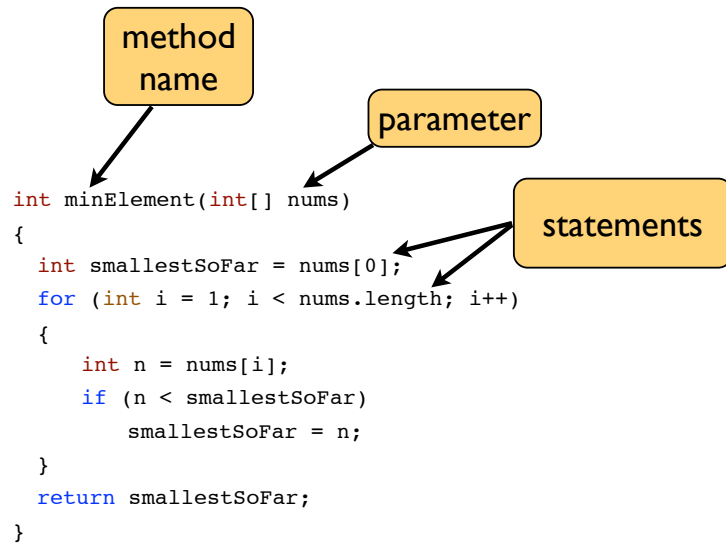 method
name
parameter
int minElement(int[] nums)
statements
{
int smallestSoFar = nums[0];
for (int i = 1; i < nums.length; i++)
{
int n = nums[i];
if (n < smallestSoFar)
smallestSoFar = n;
}
return smallestSoFar;
}